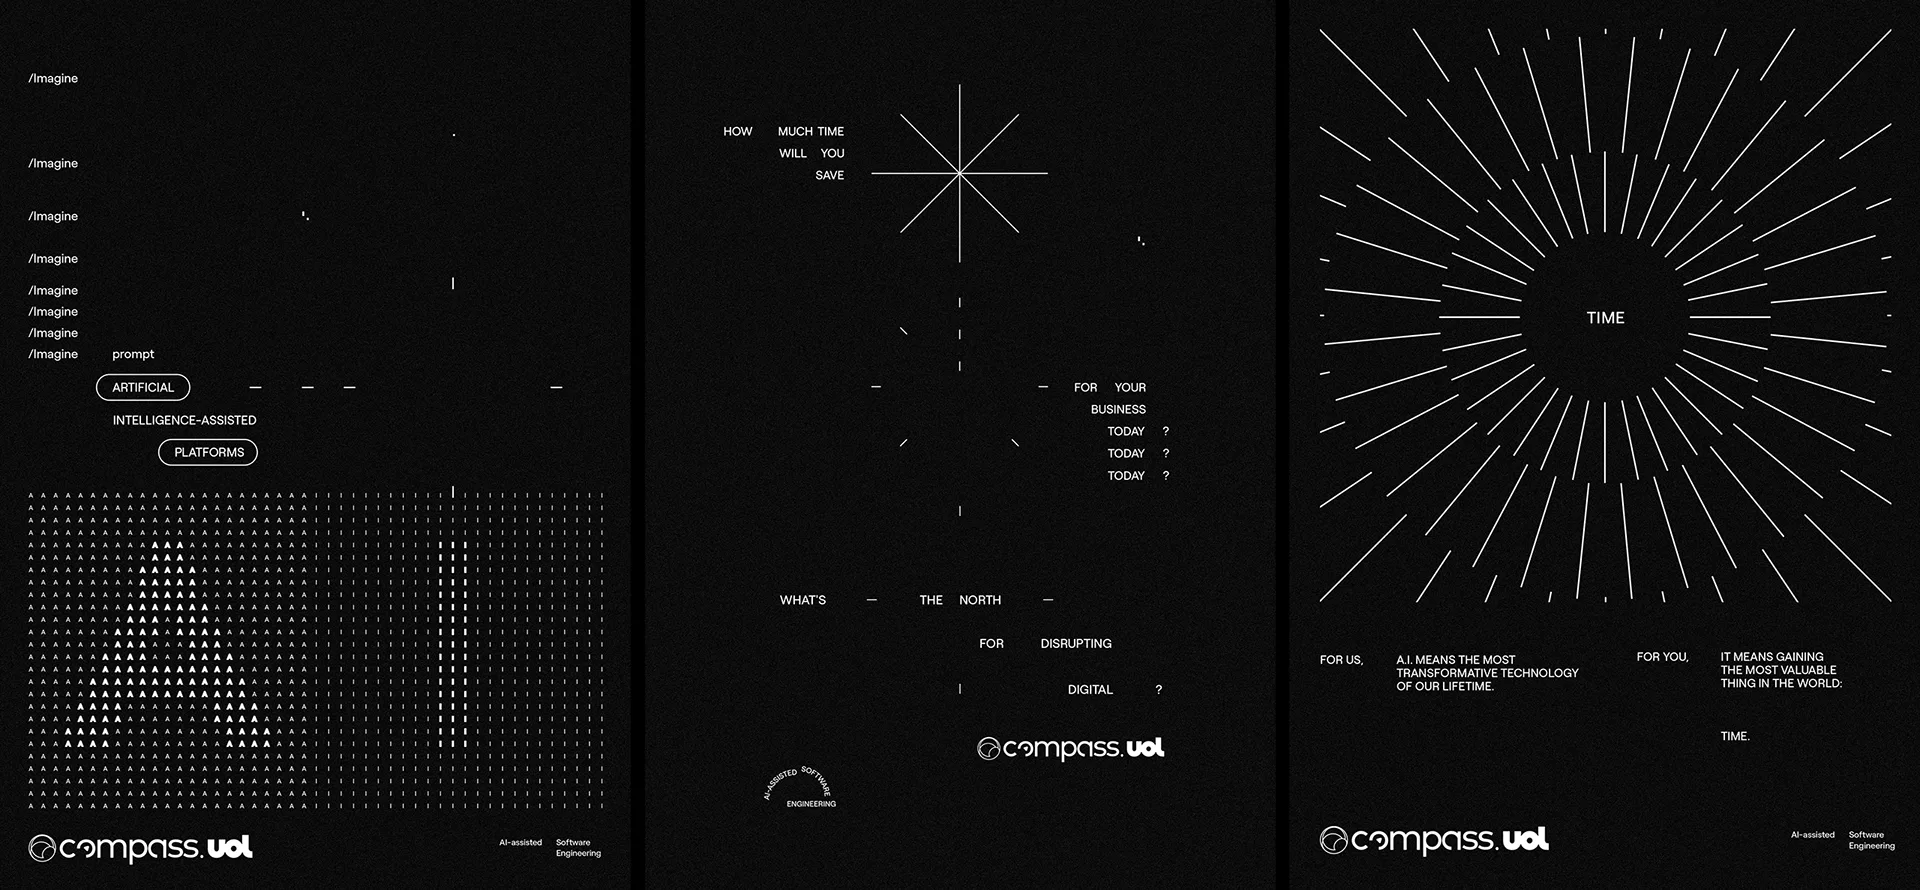 /Imagine
/Imagine
/Imagine
/Imagine
/Imagine
/Imagine
/Imagine
/Imagine prompt
ARTIFICIAL — — — —
INTELLIGENCE-ASSISTED
PLATFORMS
compass.uol
AI-assisted Software
Engineering
HOW MUCH TIME
WILL YOU
SAVE
FOR YOUR
BUSINESS
TODAY ?
TODAY ?
TODAY ?
WHAT'S — THE NORTH —
FOR DISRUPTING
DIGITAL ?
compass.uol
AI-ASSISTED SOFTWARE
ENGINEERING
TIME
FOR US,
A.I. MEANS THE MOST
TRANSFORMATIVE TECHNOLOGY
OF OUR LIFETIME.
FOR YOU,
IT MEANS GAINING
THE MOST VALUABLE
THING IN THE WORLD:
TIME.
compass.uol
AI-assisted Software
Engineering